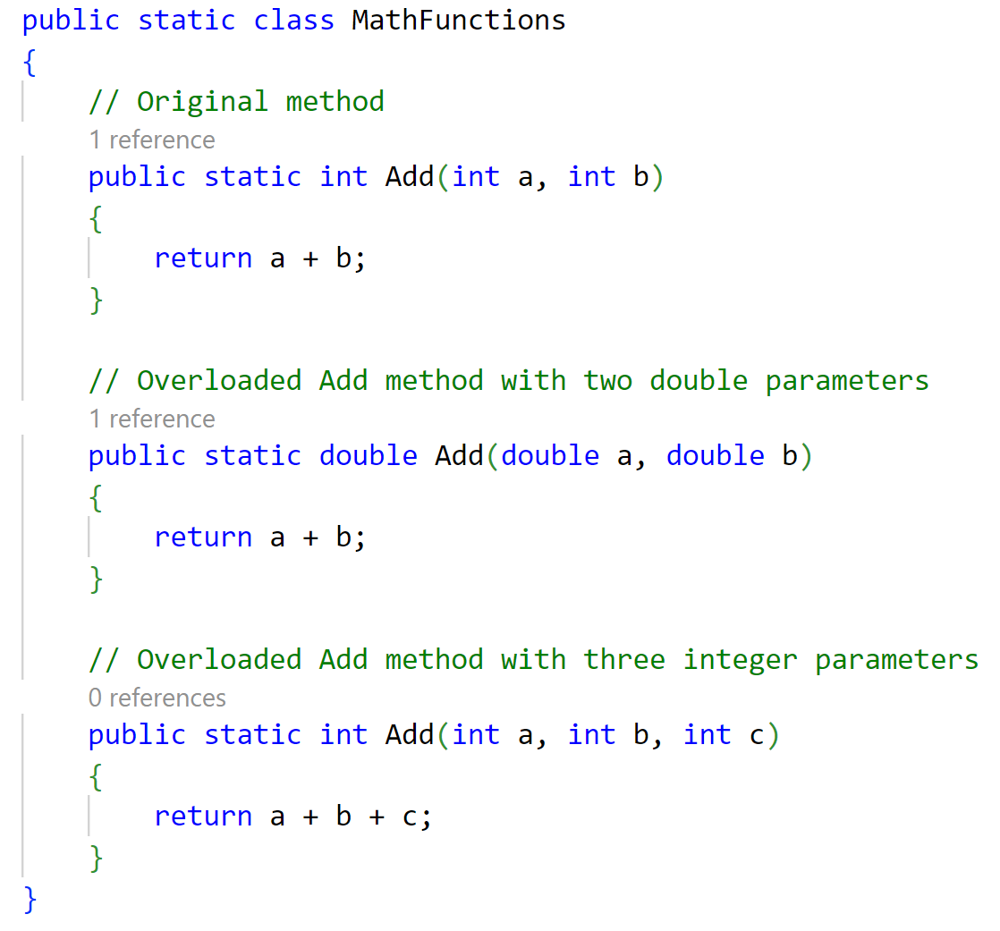 public static class MathFunctions
{
// Original method
1 reference
public static int Add(int a, int b)
{
return a + b;
}
// Overloaded Add method with two double parameters
1 reference
public static double Add(double a, double b)
{
return a + b;
}
// Overloaded Add method with three integer parameters
0 references
public static int Add(int a, int b, int c)
{
return a + b + c;
}
}